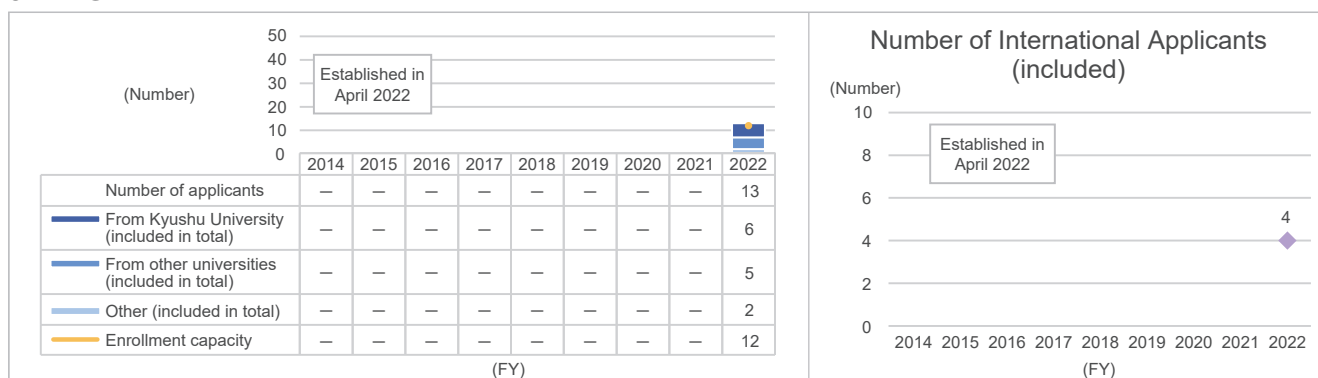 50
40
30
20
10
0
(Number)
Established in
April 2022
2014 2015 2016 2017 2018 2019 2020 2021 2022
Number of applicants — — — — — — — — 13
From Kyushu University
(included in total) — — — — — — — — 6
From other universities
(included in total) — — — — — — — — 5
Other (included in total) — — — — — — — — 2
Enrollment capacity — — — — — — — — 12
(FY)
Number of International Applicants
(included)
(Number)
10
8
6
4
2
0
Established in
April 2022
4
2014 2015 2016 2017 2018 2019 2020 2021 2022
(FY)